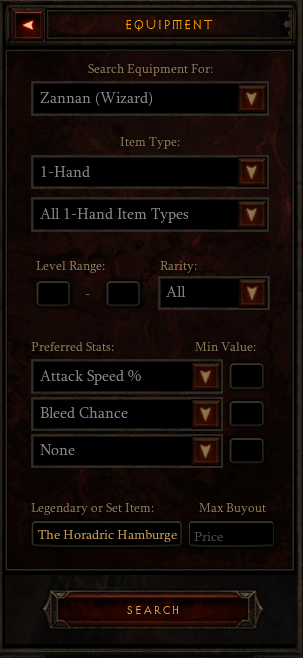 EQUIPMENT
Search Equipment For:
Zannan (Wizard)
Item Type:
1-Hand
All 1-Hand Item Types
Level Range: Rarity:
- All
Preferred Stats: Min Value:
Attack Speed %
Bleed Chance
None
Legendary or Set Item: Max Buyout
The Horadric Hamburge Price
SEARCH